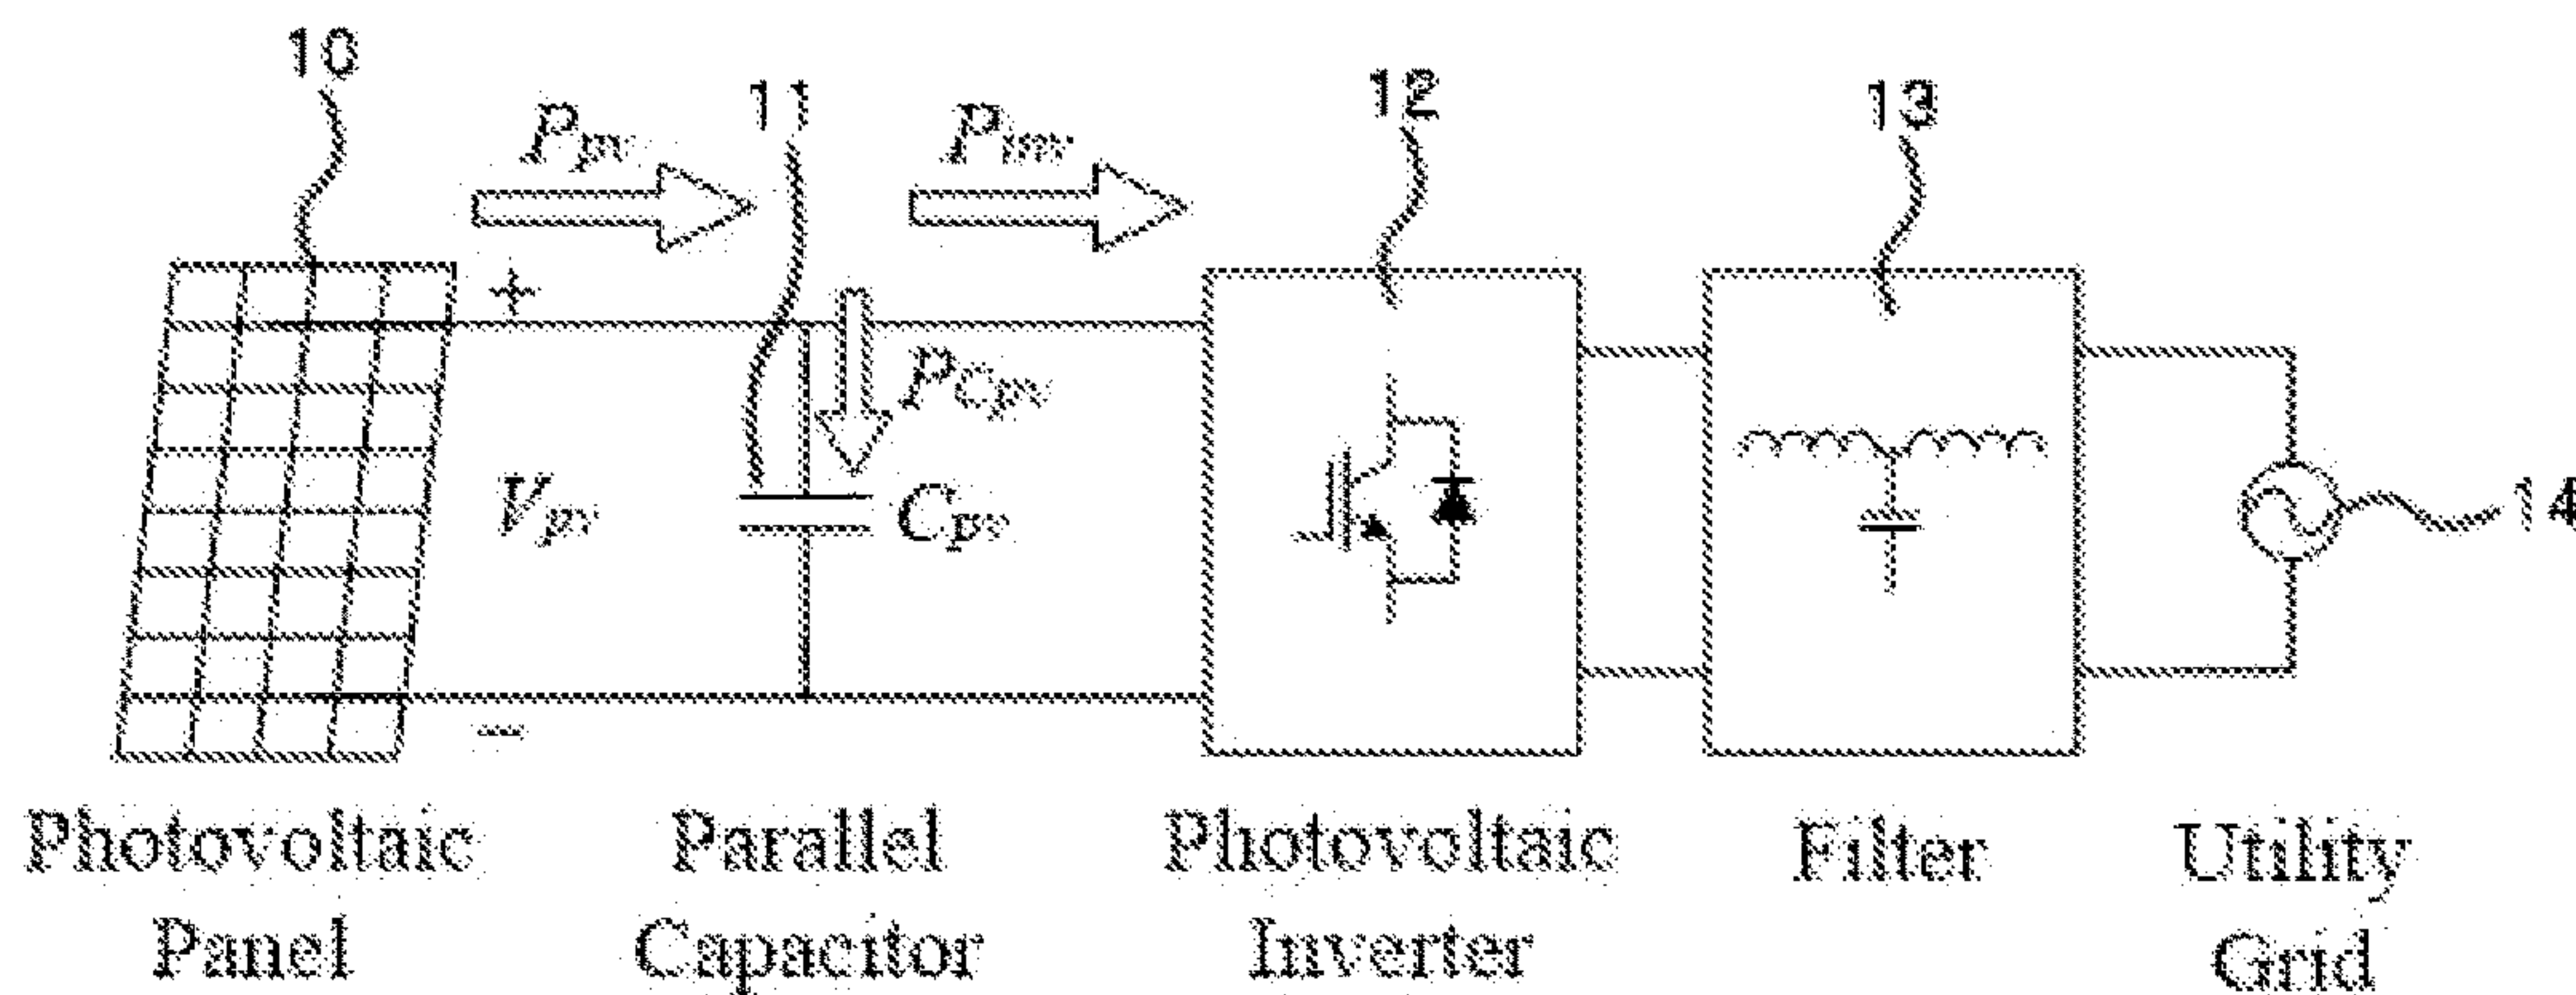 10
11
12
13
Ppv
Pinv
+
PCpv
Vpv
Cpv
14
−
Photovoltaic
Panel
Parallel
Capacitor
Photovoltaic
Inverter
Filter
Utility
Grid